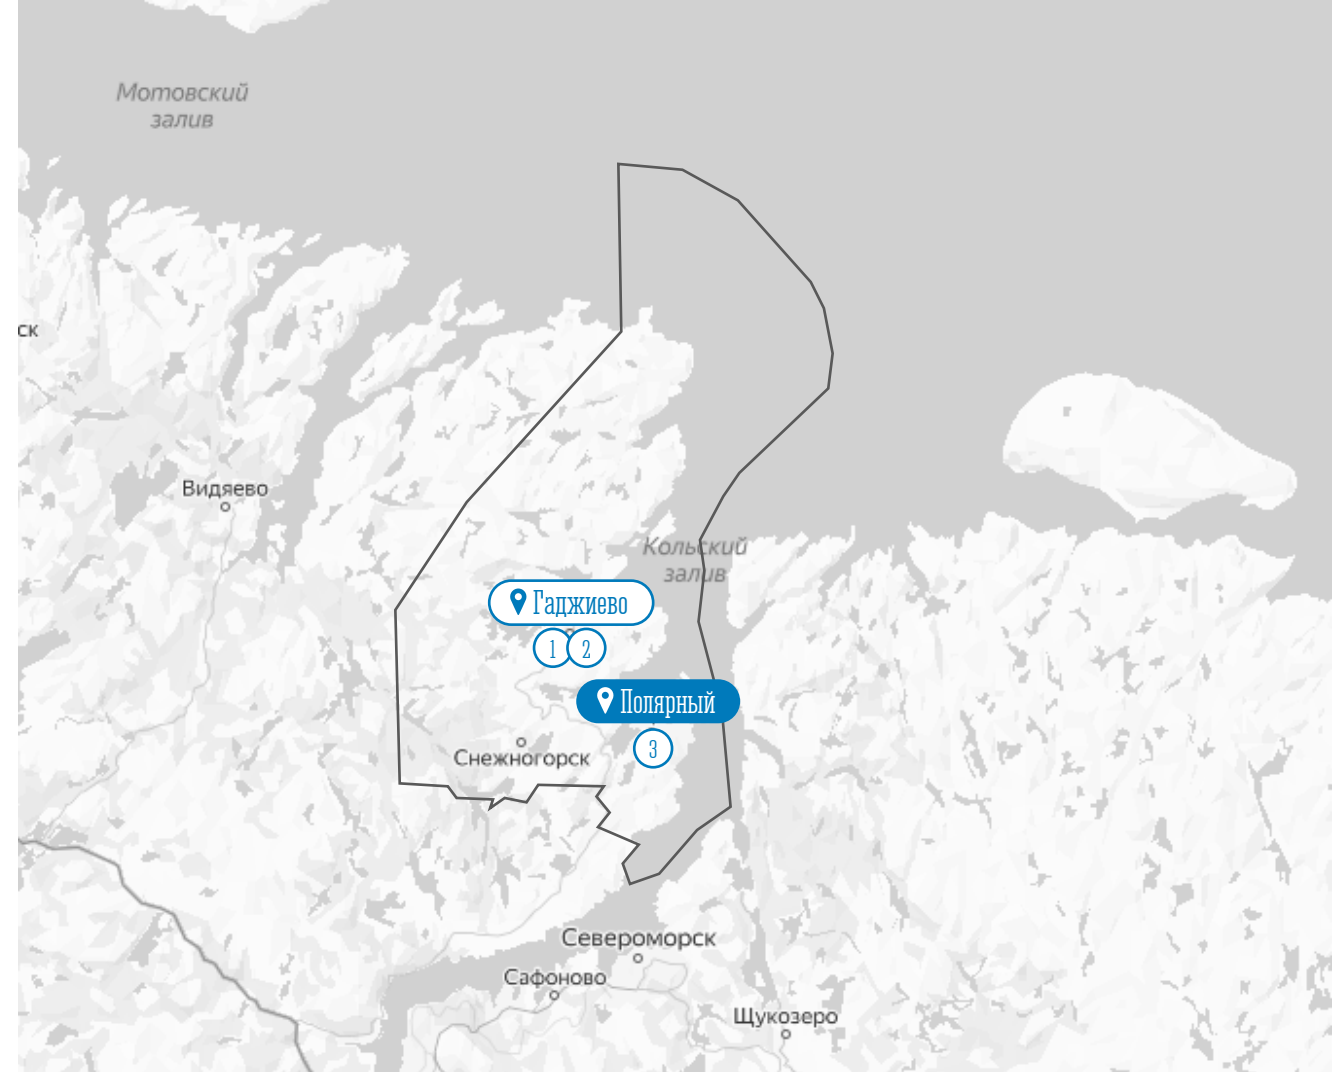 Мотовский
залив
ск
Видяево
Кольский
залив
Гаджиево
1 2
Полярный
3
Снежногорск
Североморск
Сафоново
Щукозеро